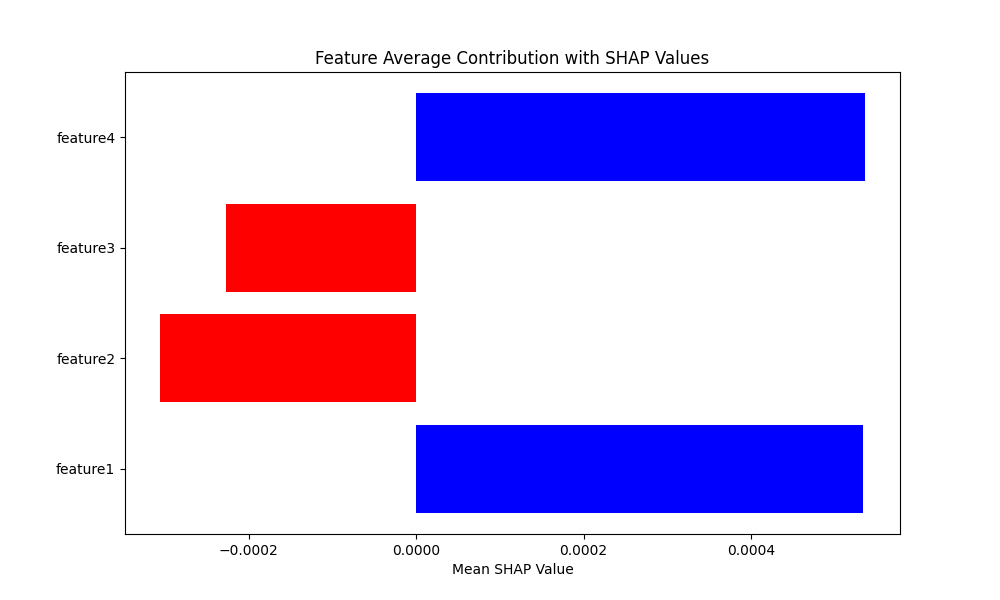 Feature Average Contribution with SHAP Values
feature4
feature3
feature2
feature1
−0.0002 0.0000 0.0002 0.0004
Mean SHAP Value